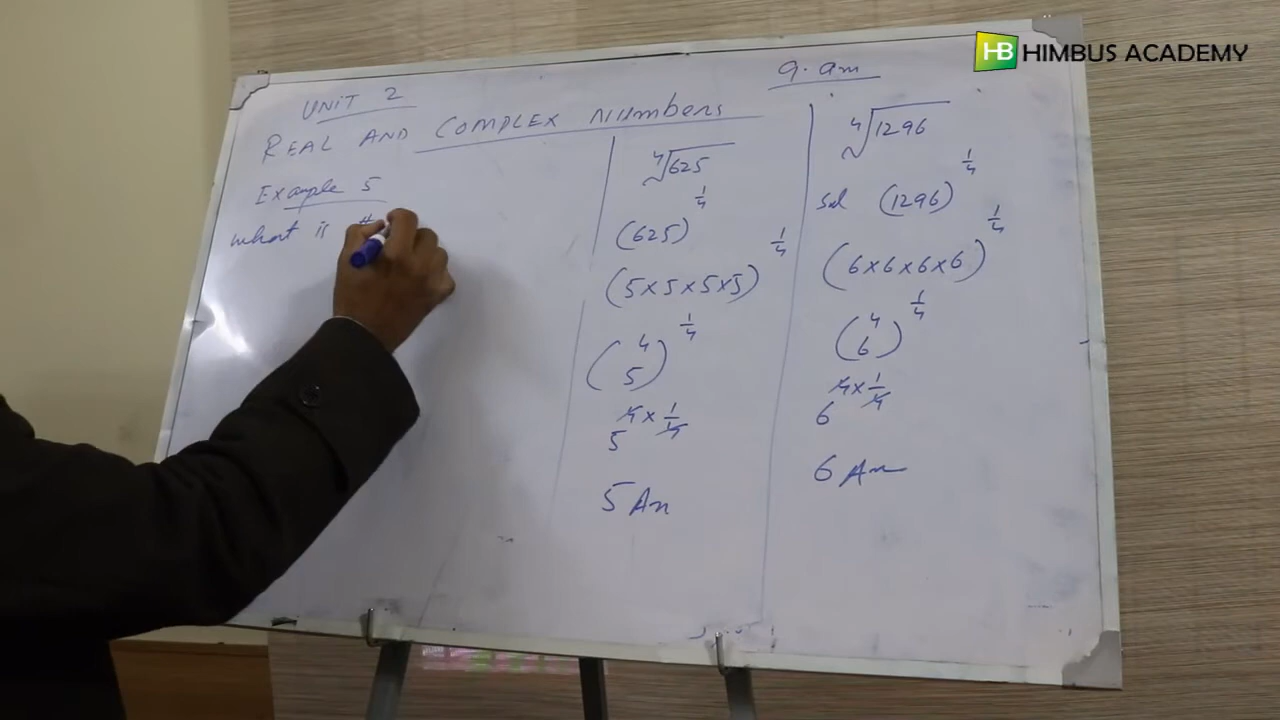 HB HIMBUS ACADEMY
9. am
UNIT 2
REAL AND COMPLEX NUMBERS
Example 5
what is
∜625
(625)^1/4
(5×5×5×5)^1/4
(5^4)^1/4
5^4×1/4
5 An
∜1296
Sol (1296)^1/4
(6×6×6×6)^1/4
(6^4)^1/4
6^4×1/4
6 An